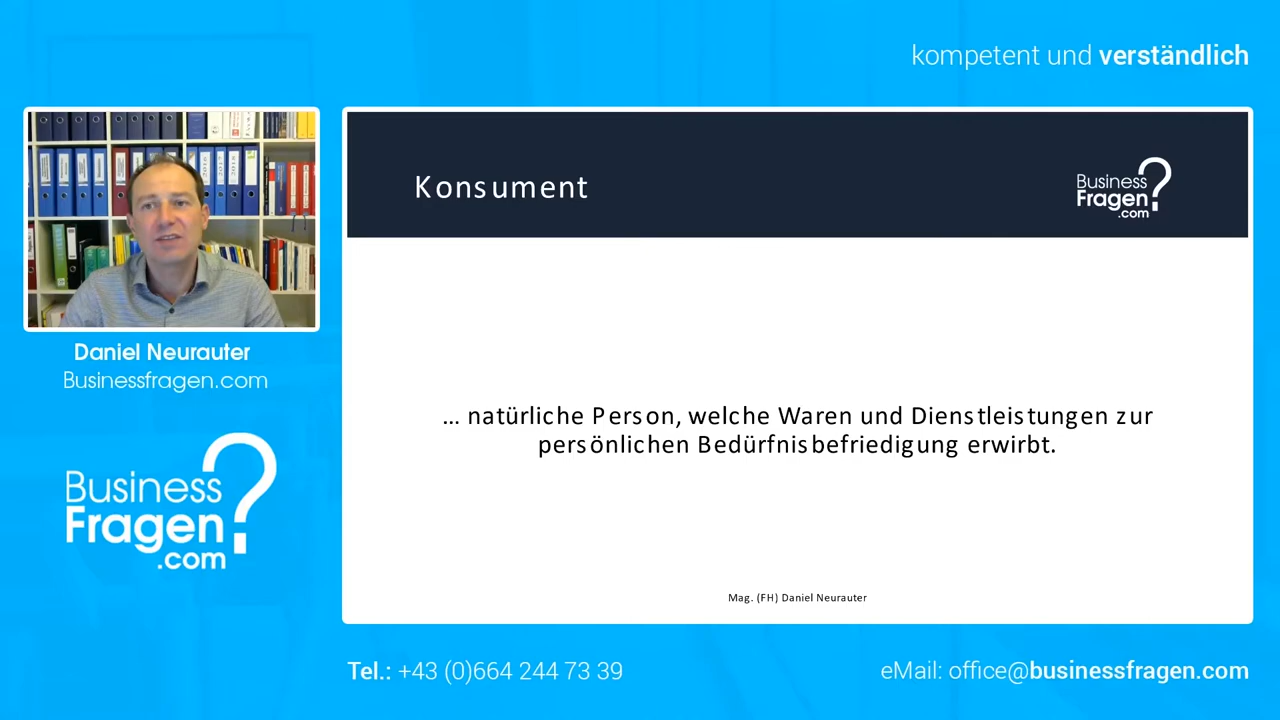 kompetent und verständlich
Konsument
Business
Fragen?
.com
Daniel Neurauter
Businessfragen.com
... natürliche Person, welche Waren und Dienstleistungen zur
persönlichen Bedürfnisbefriedigung erwirbt.
Business
Fragen?
.com
Mag. (FH) Daniel Neurauter
Tel.: +43 (0)664 244 73 39
eMail: office@businessfragen.com